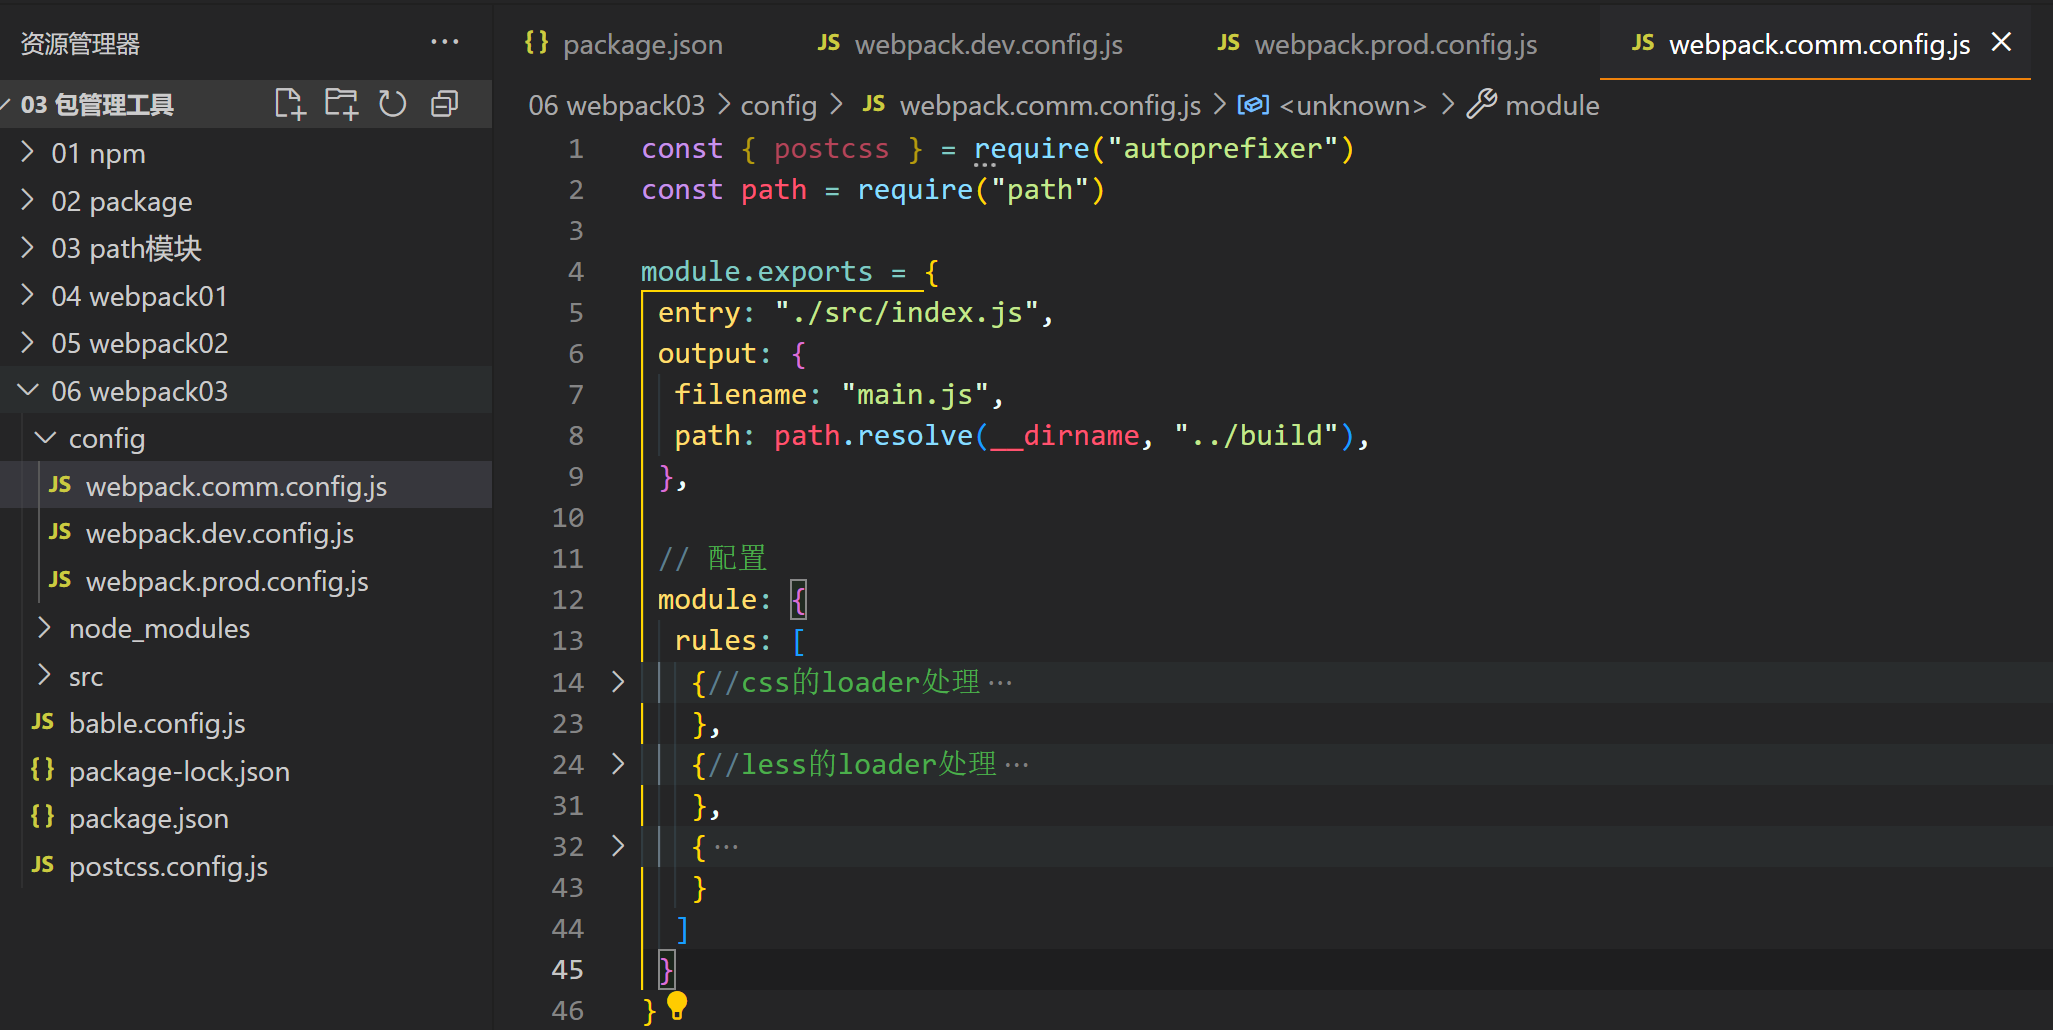 资源管理器
03 包管理工具
01 npm
02 package
03 path模块
04 webpack01
05 webpack02
06 webpack03
config
JS webpack.comm.config.js
JS webpack.dev.config.js
JS webpack.prod.config.js
node_modules
src
JS bable.config.js
{} package-lock.json
{} package.json
JS postcss.config.js
{} package.json JS webpack.dev.config.js JS webpack.prod.config.js JS webpack.comm.config.js
06 webpack03 > config > JS webpack.comm.config.js > <unknown> > module
1 const { postcss } = require("autoprefixer")
2 const path = require("path")
3
4 module.exports = {
5 entry: "./src/index.js",
6 output: {
7 filename: "main.js",
8 path: path.resolve(__dirname, "../build"),
9 },
10
11 // 配置
12 module: {
13 rules: [
14 {//css的loader处理···
23 },
24 {//less的loader处理···
31 },
32 {···
43 }
44 ]
45 }
46 }